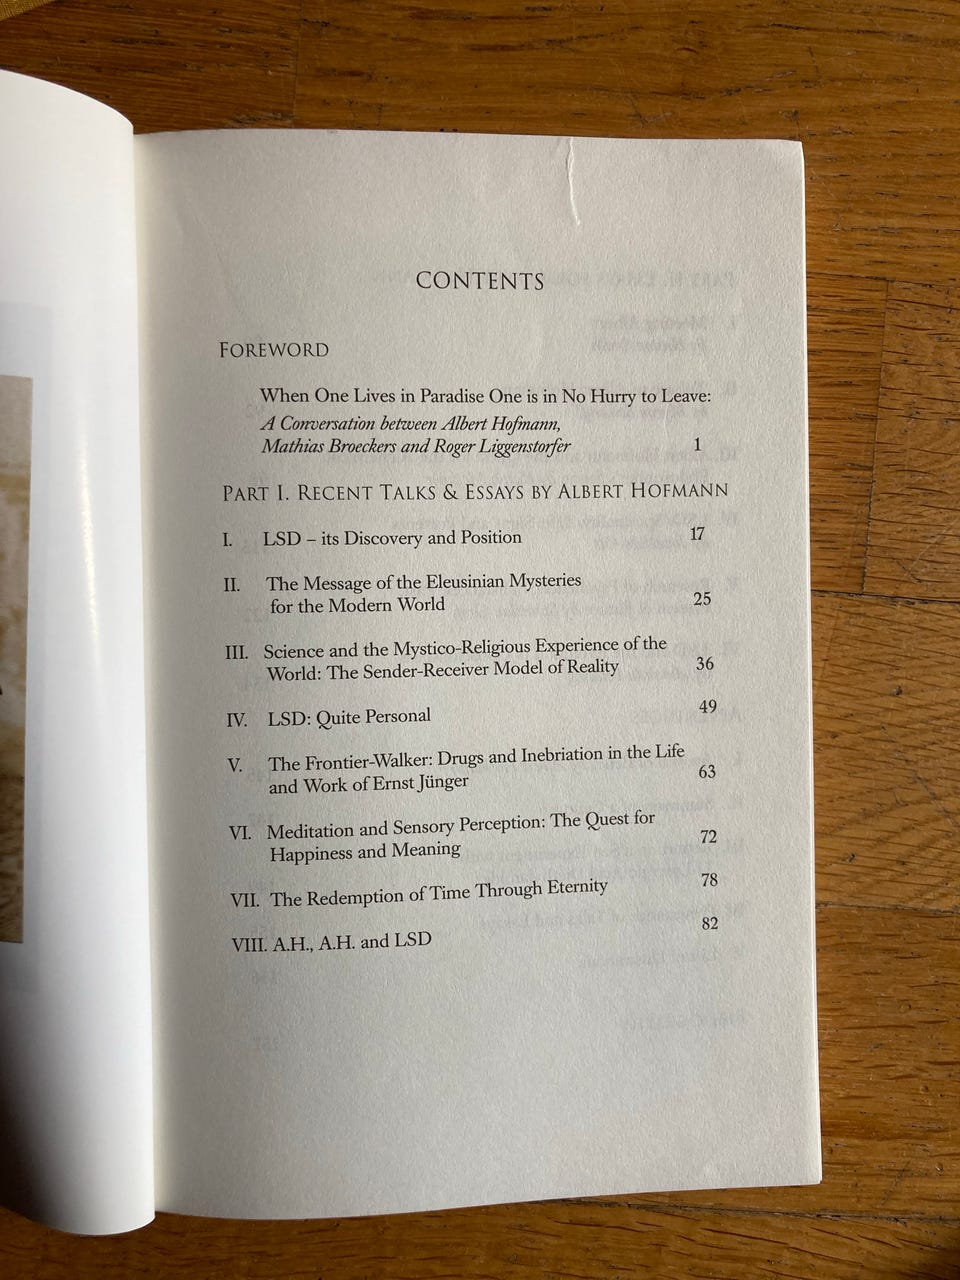 CONTENTS
FOREWORD
When One Lives in Paradise One is in No Hurry to Leave:
A Conversation between Albert Hofmann,
Mathias Broeckers and Roger Liggenstorfer 1
PART I. RECENT TALKS & ESSAYS BY ALBERT HOFMANN
I. LSD – its Discovery and Position 17
II. The Message of the Eleusinian Mysteries
for the Modern World 25
III. Science and the Mystico-Religious Experience of the
World: The Sender-Receiver Model of Reality 36
IV. LSD: Quite Personal 49
V. The Frontier-Walker: Drugs and Inebriation in the Life
and Work of Ernst Jünger 63
VI. Meditation and Sensory Perception: The Quest for
Happiness and Meaning 72
VII. The Redemption of Time Through Eternity 78
VIII. A.H., A.H. and LSD 82